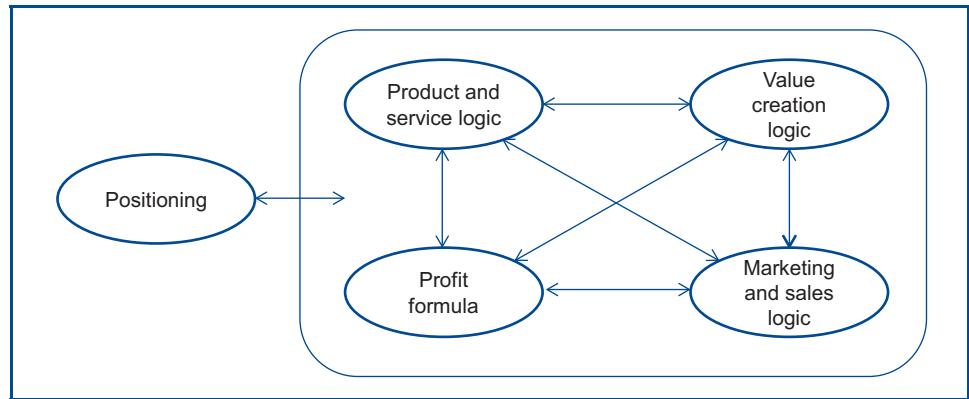 Product and
service logic
Value
creation
logic
Positioning
Profit
formula
Marketing
and sales
logic